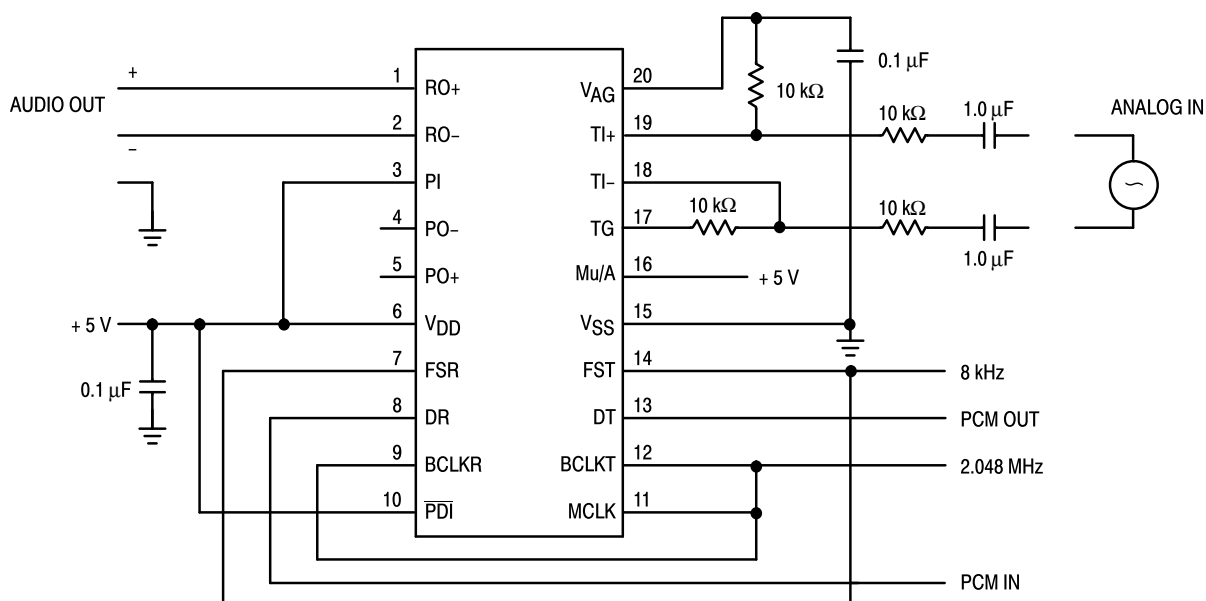 AUDIO OUT
+
−
1 RO+
2 RO−
3 PI
4 PO−
5 PO+
+ 5 V
6 VDD
7 FSR
0.1 µF
8 DR
9 BCLKR
10 PDI
VAG 20
TI+ 19
TI− 18
TG 17
Mu/A 16
VSS 15
FST 14
DT 13
BCLKT 12
MCLK 11
0.1 µF
10 kΩ
10 kΩ
1.0 µF
ANALOG IN
10 kΩ
10 kΩ
1.0 µF
+ 5 V
8 kHz
PCM OUT
2.048 MHz
PCM IN